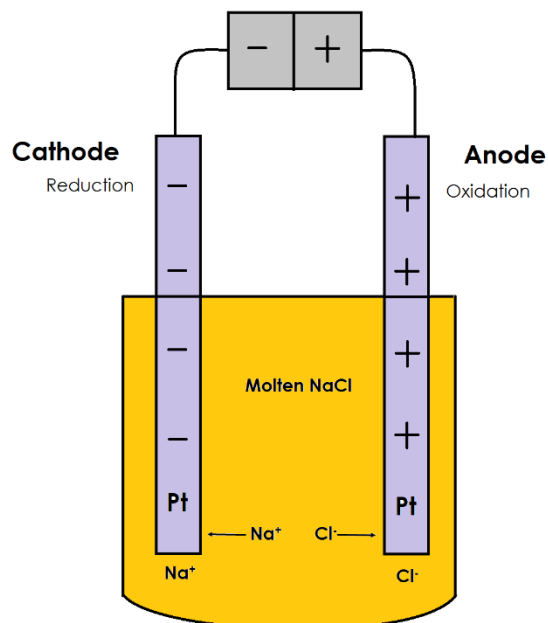 − +
Cathode
Reduction
Anode
Oxidation
− +
− +
− +
− +
Molten NaCl
Pt
Pt
Na⁺
Cl⁻
Na⁺
Cl⁻